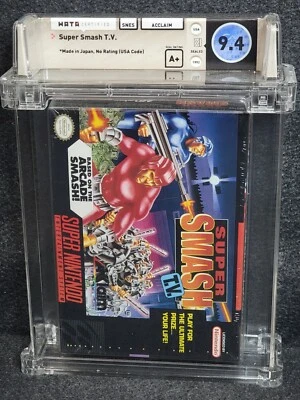 WATA CERTIFIED SNES ACCLAIM
Super Smash T.V.
*Made in Japan, No Rating (USA Code)
A+
9.4
BASED ON THE
ARCADE
SMASH!
SUPER
SMASH
T.V.
PLAY FOR
THE ULTIMATE
PRIZE...
YOUR LIFE!
SUPER NINTENDO
Nintendo